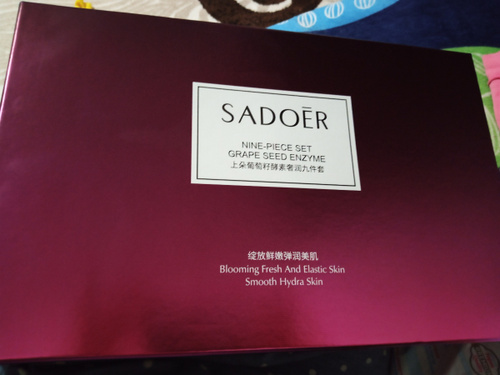 SADOĒR
NINE-PIECE SET
GRAPE SEED ENZYME
上朵葡萄籽酵素奢润九件套
绽放鲜嫩弹润美肌
Blooming Fresh And Elastic Skin
Smooth Hydra Skin